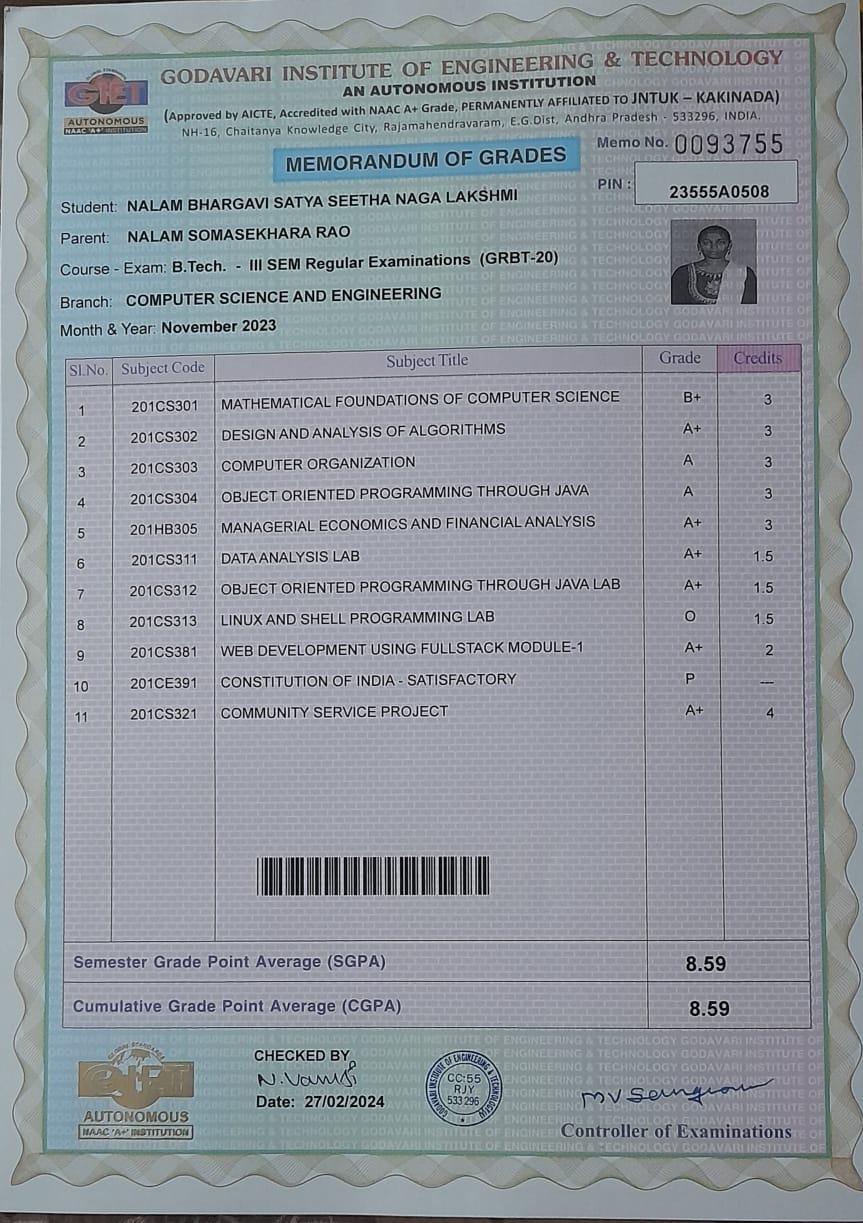 GODAVARI INSTITUTE OF ENGINEERING & TECHNOLOGY
AN AUTONOMOUS INSTITUTION
(Approved by AICTE, Accredited with NAAC A+ Grade, PERMANENTLY AFFILIATED TO JNTUK – KAKINADA)
NH-16, Chaitanya Knowledge City, Rajamahendravaram, E.G.Dist, Andhra Pradesh - 533296, INDIA.
GIET
AUTONOMOUS
NAAC 'A+' INSTITUTION
MEMORANDUM OF GRADES
Memo No. 0093755
PIN : 23555A0508
Student: NALAM BHARGAVI SATYA SEETHA NAGA LAKSHMI
Parent: NALAM SOMASEKHARA RAO
Course - Exam: B.Tech. - III SEM Regular Examinations (GRBT-20)
Branch: COMPUTER SCIENCE AND ENGINEERING
Month & Year: November 2023
Sl.No. Subject Code Subject Title Grade Credits
1 201CS301 MATHEMATICAL FOUNDATIONS OF COMPUTER SCIENCE B+ 3
2 201CS302 DESIGN AND ANALYSIS OF ALGORITHMS A+ 3
3 201CS303 COMPUTER ORGANIZATION A 3
4 201CS304 OBJECT ORIENTED PROGRAMMING THROUGH JAVA A 3
5 201HB305 MANAGERIAL ECONOMICS AND FINANCIAL ANALYSIS A+ 3
6 201CS311 DATA ANALYSIS LAB A+ 1.5
7 201CS312 OBJECT ORIENTED PROGRAMMING THROUGH JAVA LAB A+ 1.5
8 201CS313 LINUX AND SHELL PROGRAMMING LAB O 1.5
9 201CS381 WEB DEVELOPMENT USING FULLSTACK MODULE-1 A+ 2
10 201CE391 CONSTITUTION OF INDIA - SATISFACTORY P ---
11 201CS321 COMMUNITY SERVICE PROJECT A+ 4
Semester Grade Point Average (SGPA) 8.59
Cumulative Grade Point Average (CGPA) 8.59
GLOBAL STANDARDS
GIET
AUTONOMOUS
NAAC 'A+' INSTITUTION
CHECKED BY
N. Vamsi
Date: 27/02/2024
GODAVARI INSTITUTE OF ENGINEERING & TECHNOLOGY
CC:55
RJY
533 296
Controller of Examinations